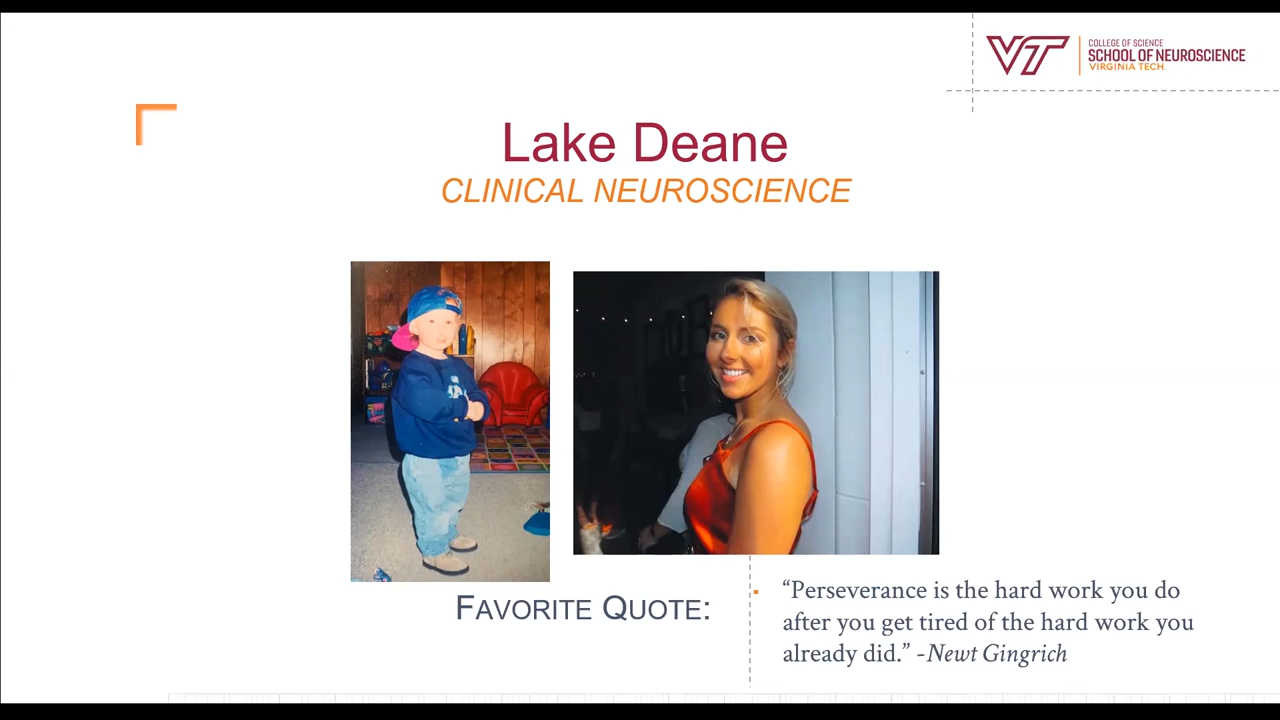 COLLEGE OF SCIENCE
VT SCHOOL OF NEUROSCIENCE
VIRGINIA TECH.
Lake Deane
CLINICAL NEUROSCIENCE
FAVORITE QUOTE:
“Perseverance is the hard work you do
after you get tired of the hard work you
already did.” -Newt Gingrich